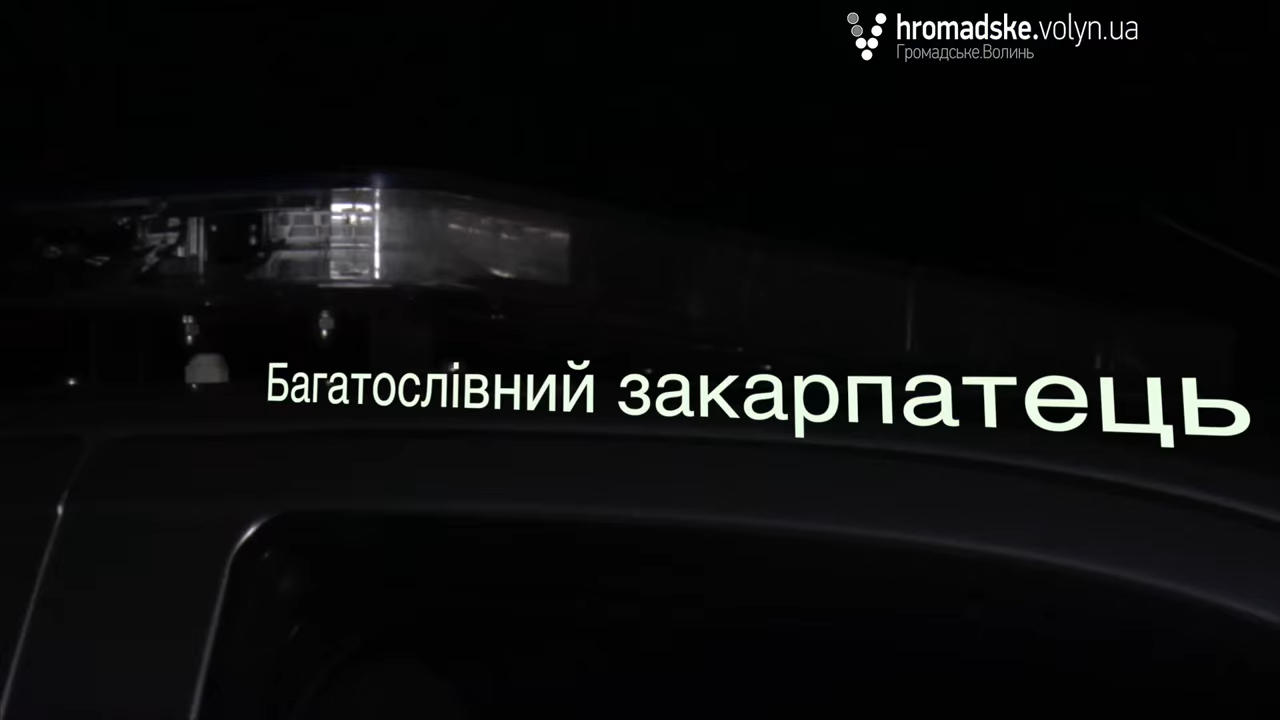 hromadske.volyn.ua
Громадське.Волинь
Багатослівний закарпатець